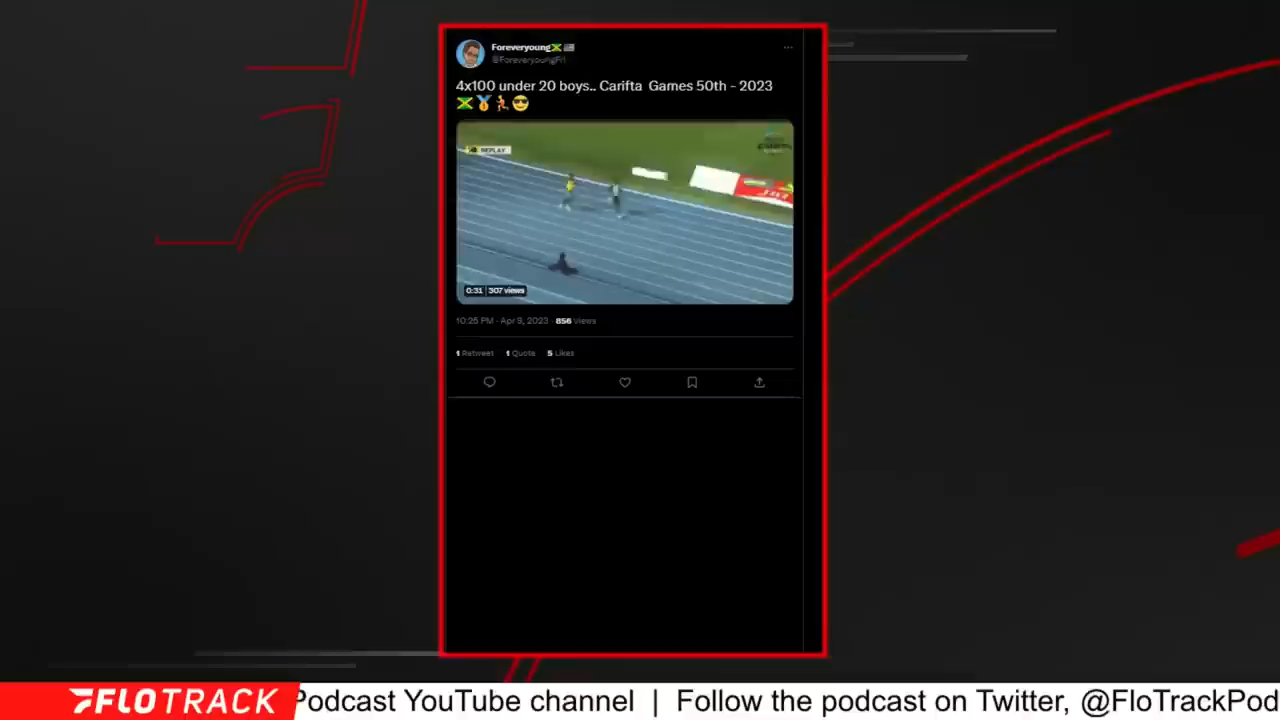 Foreveryoung
@ForeveryoungFH
4x100 under 20 boys.. Carifta Games 50th - 2023
REPLAY
0:31 307 views
10:25 PM · Apr 9, 2023 · 856 Views
1 Retweet 1 Quote 5 Likes
FLOTRACK Podcast YouTube channel | Follow the podcast on Twitter, @FloTrackPod